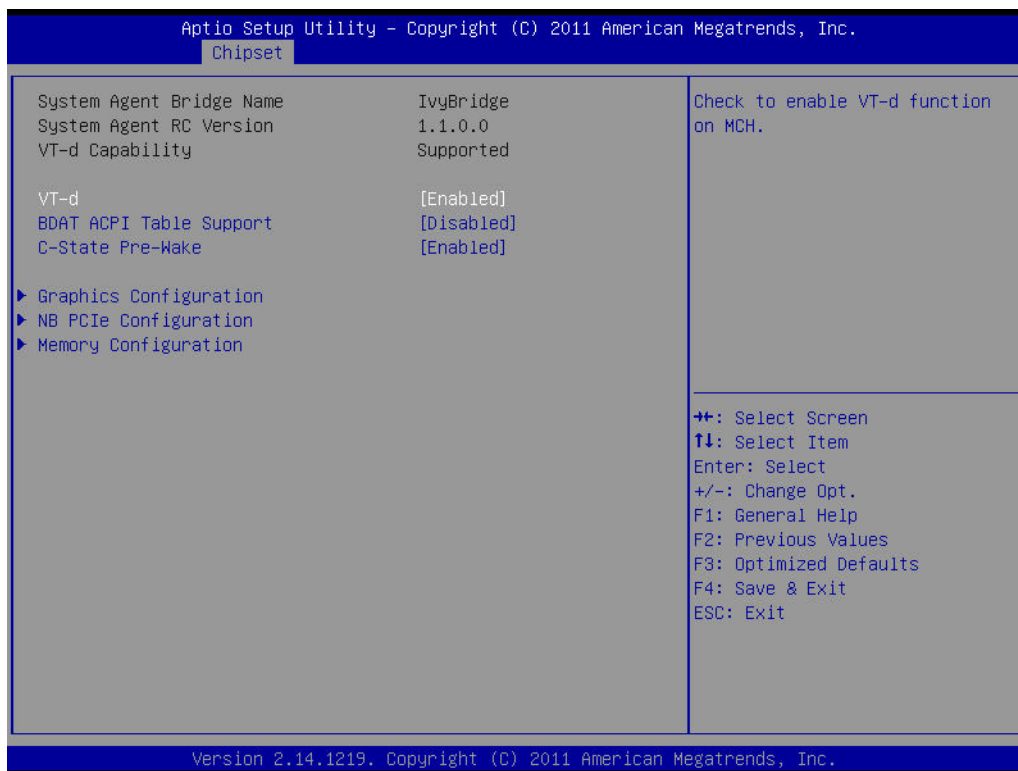 Aptio Setup Utility – Copyright (C) 2011 American Megatrends, Inc.
Chipset
System Agent Bridge Name IvyBridge
System Agent RC Version 1.1.0.0
VT-d Capability Supported
VT-d [Enabled]
BDAT ACPI Table Support [Disabled]
C-State Pre-Wake [Enabled]
Graphics Configuration
NB PCIe Configuration
Memory Configuration
Check to enable VT-d function
on MCH.
→←: Select Screen
↑↓: Select Item
Enter: Select
+/-: Change Opt.
F1: General Help
F2: Previous Values
F3: Optimized Defaults
F4: Save & Exit
ESC: Exit
Version 2.14.1219. Copyright (C) 2011 American Megatrends, Inc.